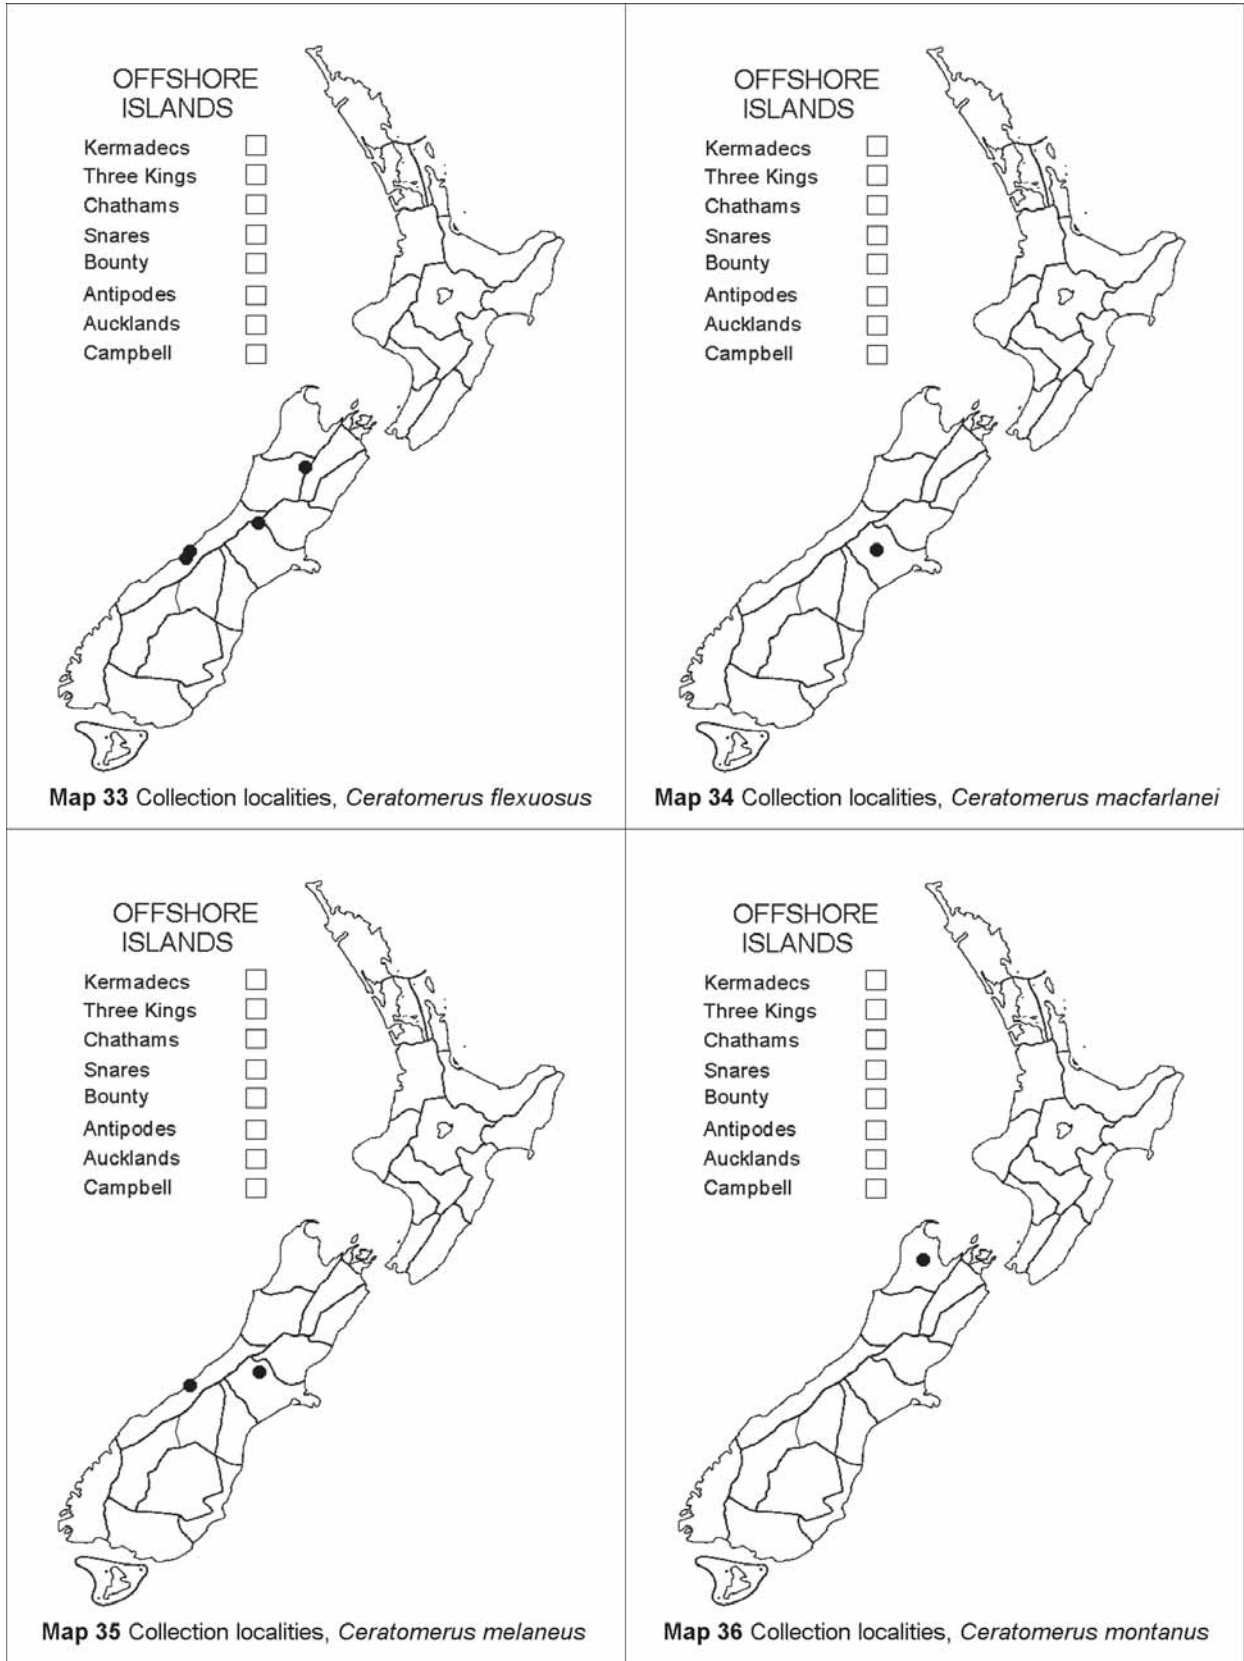 OFFSHORE
ISLANDS
Kermadecs
Three Kings
Chathams
Snares
Bounty
Antipodes
Aucklands
Campbell
Map 33 Collection localities, Ceratomerus flexuosus
OFFSHORE
ISLANDS
Kermadecs
Three Kings
Chathams
Snares
Bounty
Antipodes
Aucklands
Campbell
Map 34 Collection localities, Ceratomerus macfarlanei
OFFSHORE
ISLANDS
Kermadecs
Three Kings
Chathams
Snares
Bounty
Antipodes
Aucklands
Campbell
Map 35 Collection localities, Ceratomerus melaneus
OFFSHORE
ISLANDS
Kermadecs
Three Kings
Chathams
Snares
Bounty
Antipodes
Aucklands
Campbell
Map 36 Collection localities, Ceratomerus montanus